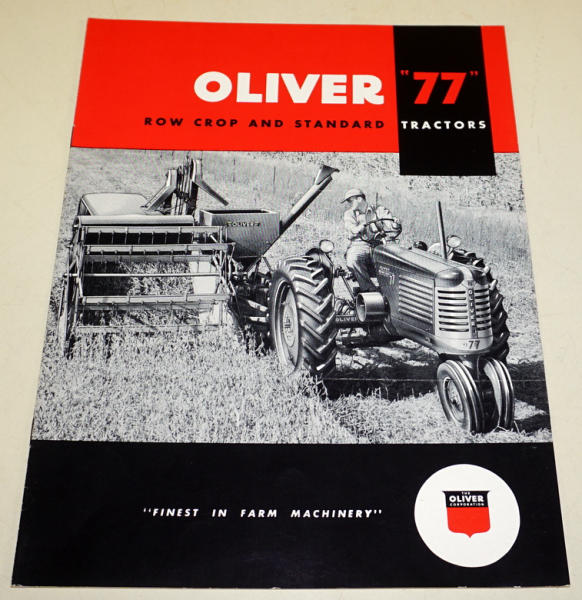 OLIVER "77"
ROW CROP AND STANDARD TRACTORS
OLIVER
OLIVER
77
"FINEST IN FARM MACHINERY"
THE
OLIVER
CORPORATION